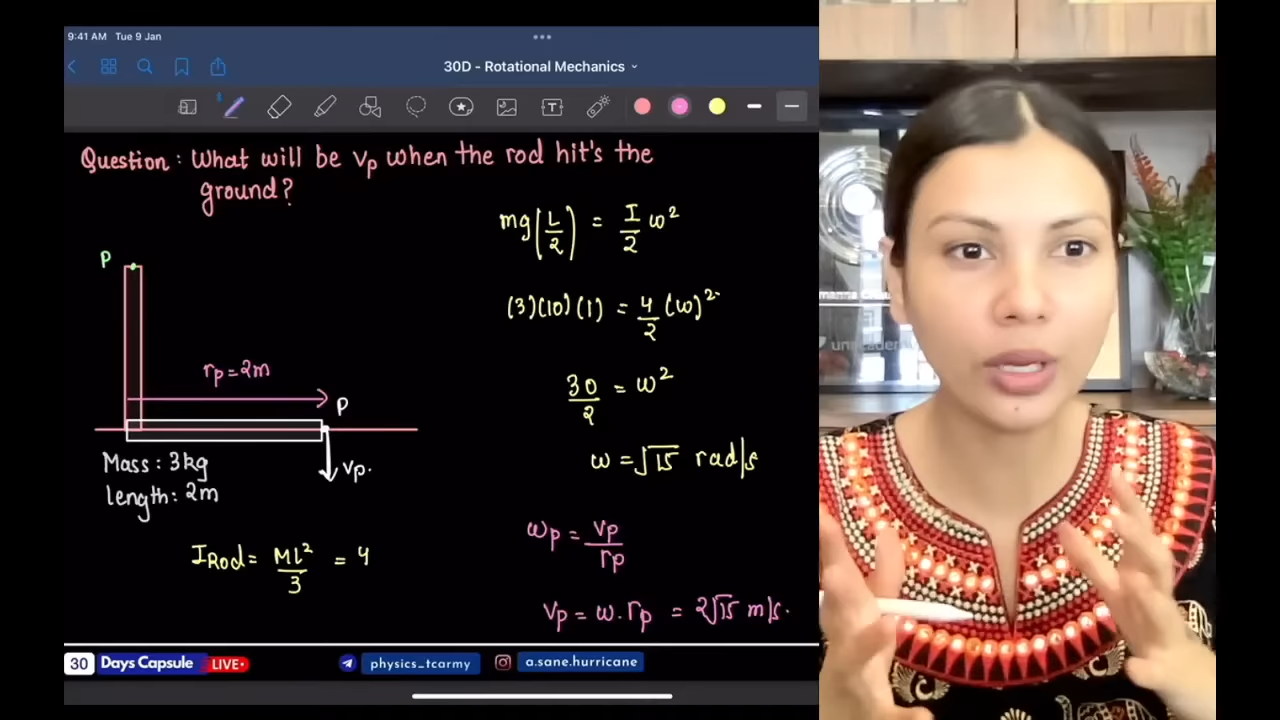 9:41 AM Tue 9 Jan
30D - Rotational Mechanics
Question: What will be vp when the rod hit's the
ground?
mg(L/2) = I/2 ω²
P
(3)(10)(1) = 4/2 (ω)²
rp=2m
30/2 = ω²
P
Mass: 3kg
ω = √15 rad/s
vp.
length: 2m
ωp = vp/rp
IRod = Ml²/3 = 4
vp = ω.rp = 2√15 m/s.
30 Days Capsule LIVE
physics_tcarmy
a.sane.hurricane